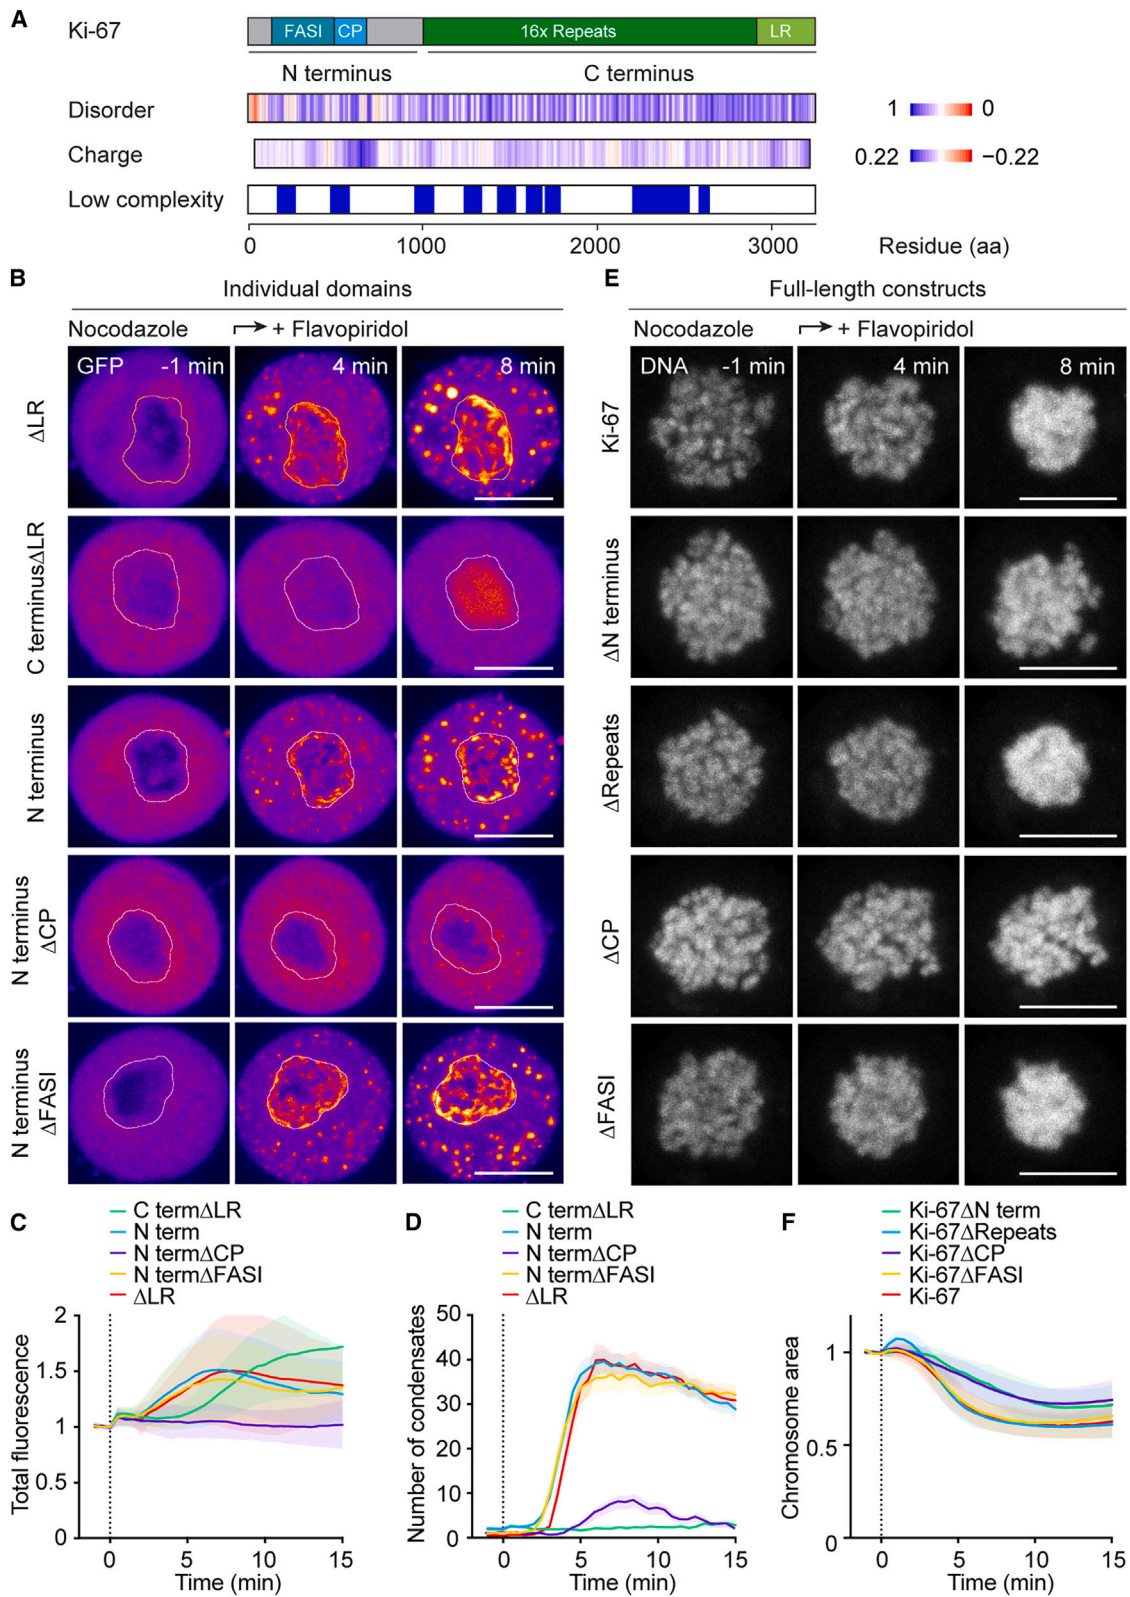 A
Ki-67
FASI CP 16x Repeats LR
N terminus C terminus
Disorder
1 0
Charge
0.22 −0.22
Low complexity
0 1000 2000 3000 Residue (aa)
B
Individual domains
Nocodazole + Flavopiridol
GFP -1 min 4 min 8 min
ΔLR
C terminusΔLR
N terminus
N terminus
ΔCP
N terminus
ΔFASI
E
Full-length constructs
Nocodazole + Flavopiridol
DNA -1 min 4 min 8 min
Ki-67
ΔN terminus
ΔRepeats
ΔCP
ΔFASI
C
C termΔLR
N term
N termΔCP
N termΔFASI
ΔLR
Total fluorescence
2
1.5
1
0.5
0
0 5 10 15
Time (min)
D
C termΔLR
N term
N termΔCP
N termΔFASI
ΔLR
Number of condensates
50
40
30
20
10
0
0 5 10 15
Time (min)
F
Ki-67ΔN term
Ki-67ΔRepeats
Ki-67ΔCP
Ki-67ΔFASI
Ki-67
Chromosome area
1
0.5
0
0 5 10 15
Time (min)